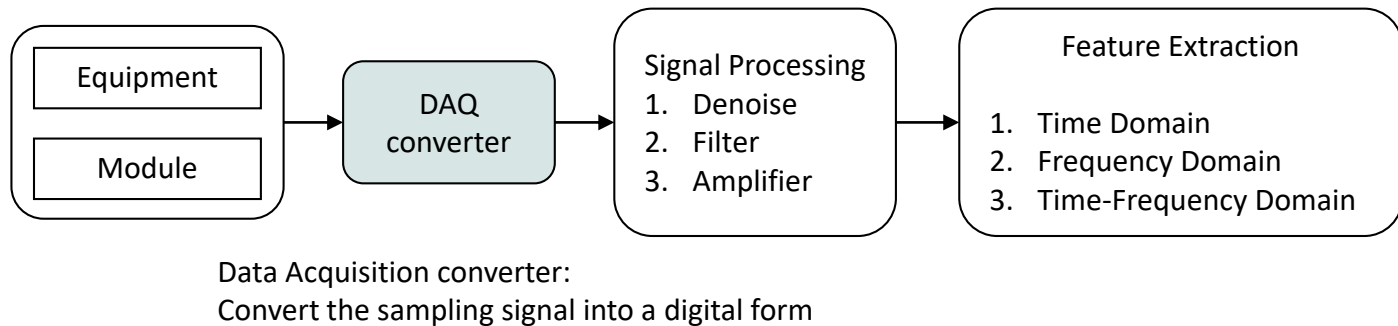 Equipment
Module
DAQ
converter
Signal Processing
1. Denoise
2. Filter
3. Amplifier
Feature Extraction
1. Time Domain
2. Frequency Domain
3. Time-Frequency Domain
Data Acquisition converter:
Convert the sampling signal into a digital form